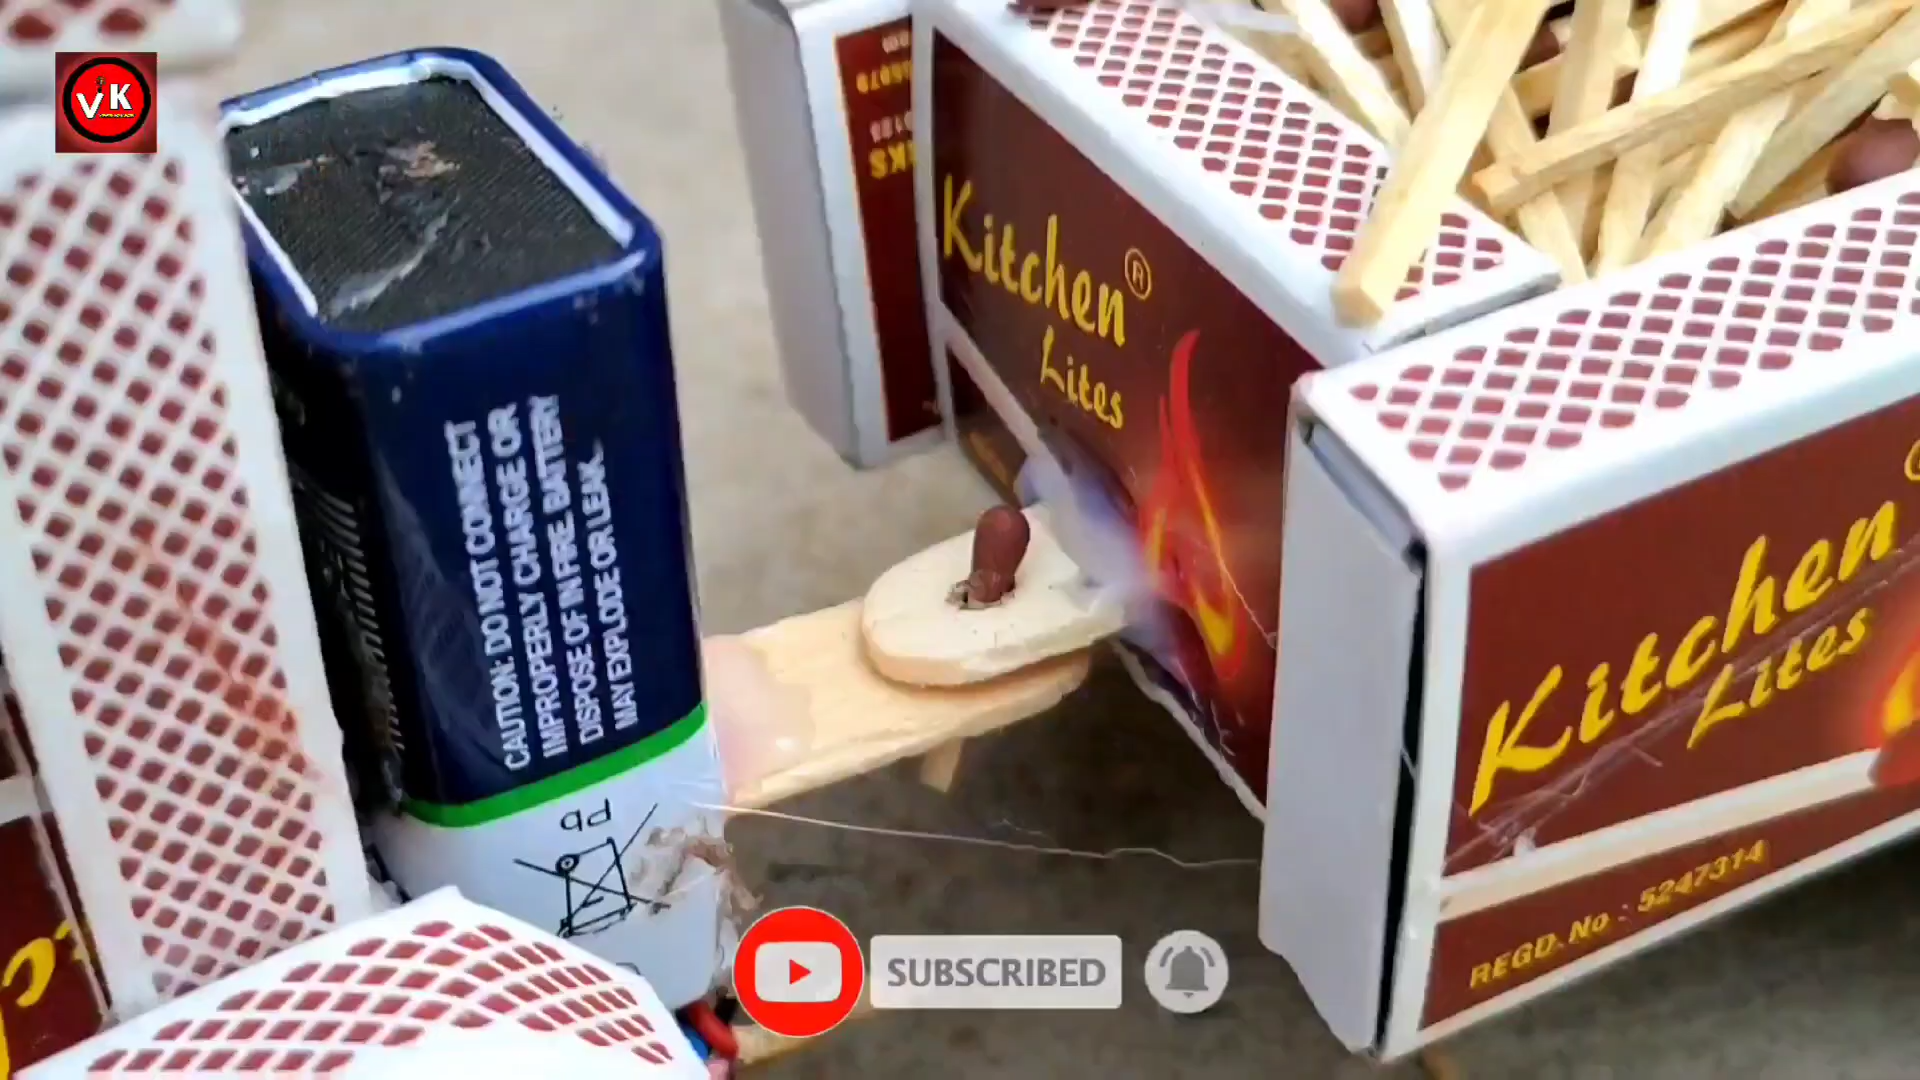 VK
CAUTION: DO NOT CONNECT
IMPROPERLY CHARGE OR
DISPOSE OF IN FIRE. BATTERY
MAY EXPLODE OR LEAK.
Pb
Kitchen®
Lites
Kitchen
Lites
REGD. No : 5247314
SUBSCRIBED